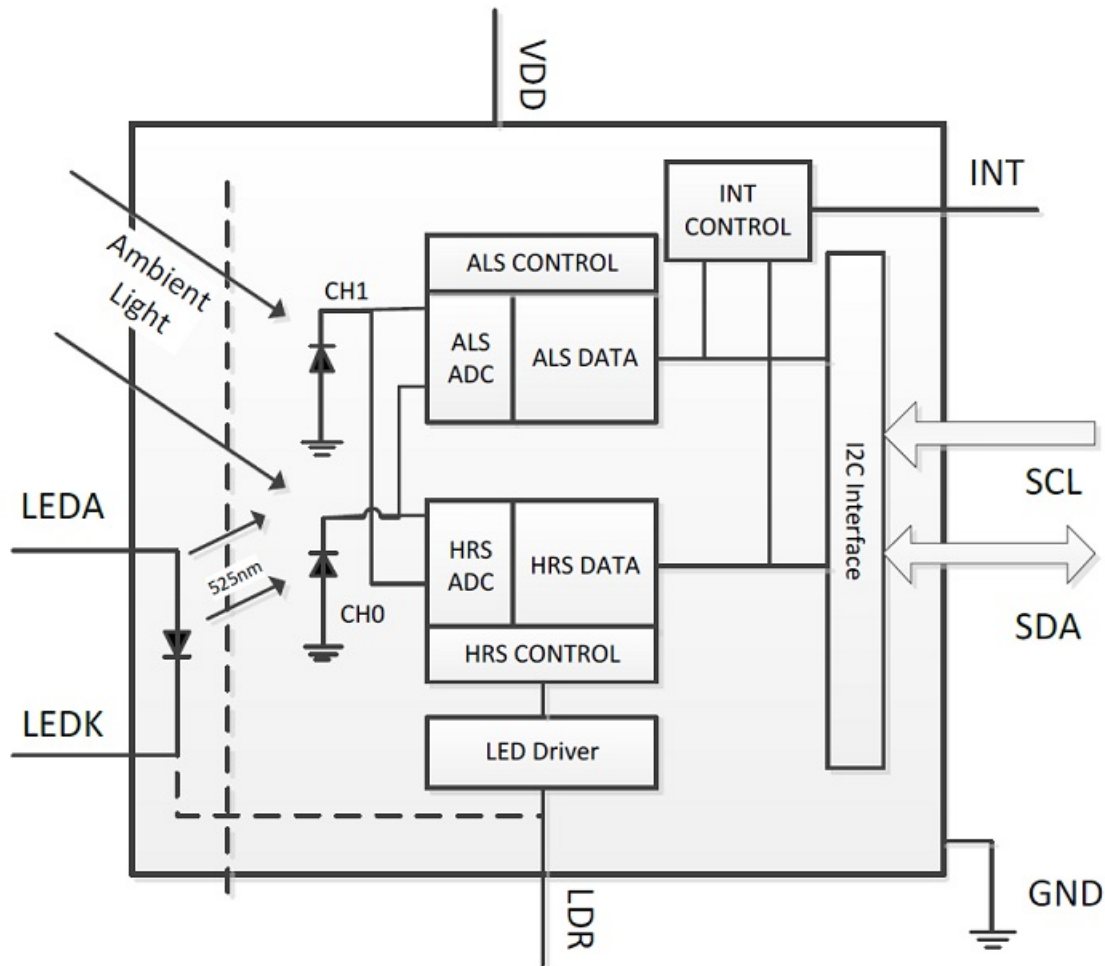 VDD
INT
INT
CONTROL
Ambient
Light
ALS CONTROL
CH1
ALS
ADC
ALS DATA
I2C Interface
SCL
LEDA
525nm
HRS
ADC
HRS DATA
CH0
SDA
HRS CONTROL
LEDK
LED Driver
GND
LDR